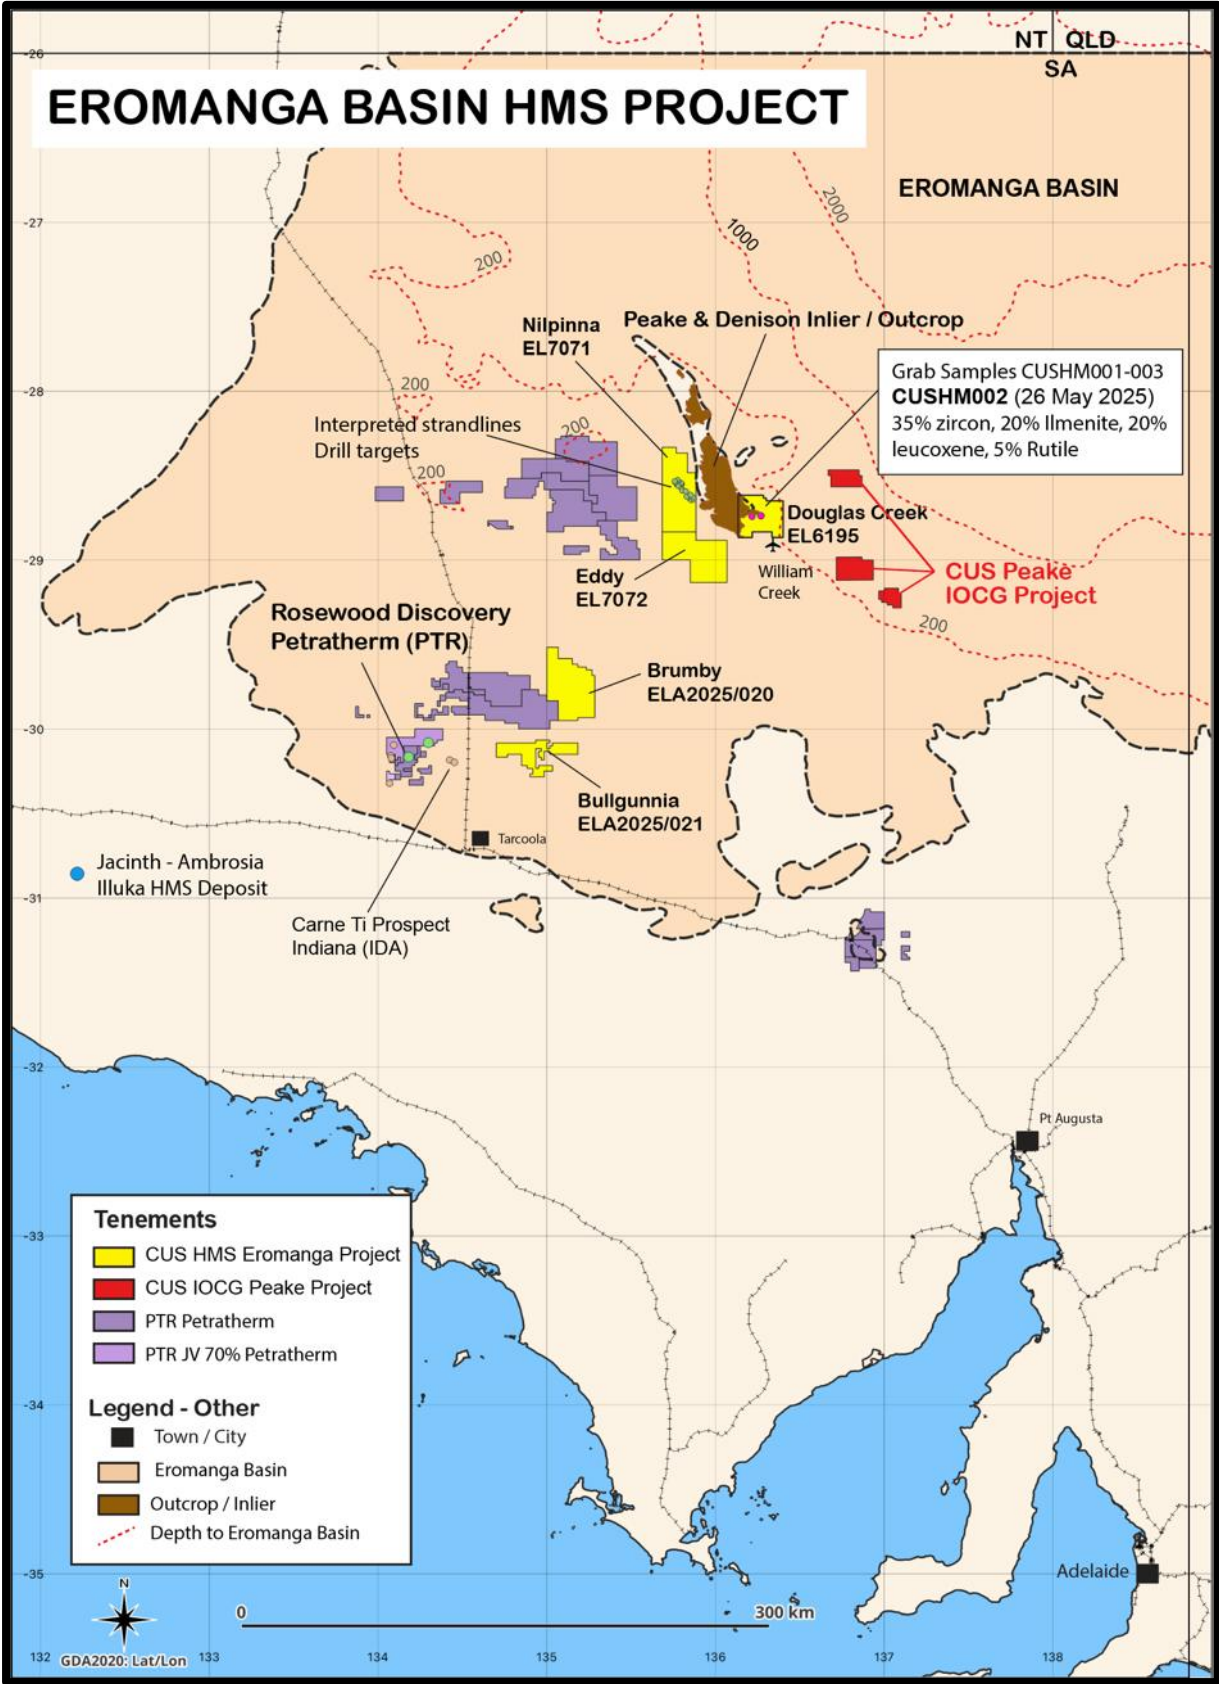 -26
NT QLD
SA
EROMANGA BASIN HMS PROJECT
EROMANGA BASIN
-27
2000
1000
200
Nilpinna
EL7071
Peake & Denison Inlier / Outcrop
Grab Samples CUSHM001-003
CUSHM002 (26 May 2025)
35% zircon, 20% Ilmenite, 20%
leucoxene, 5% Rutile
-28
200
Interpreted strandlines
Drill targets
200
200
Douglas Creek
EL6195
-29
William
Creek
Eddy
EL7072
CUS Peake
IOCG Project
200
Rosewood Discovery
Petratherm (PTR)
Brumby
ELA2025/020
-30
Bullgunnia
ELA2025/021
Tarcoola
Jacinth - Ambrosia
Illuka HMS Deposit
-31
Carne Ti Prospect
Indiana (IDA)
-32
Pt Augusta
-33
Tenements
CUS HMS Eromanga Project
CUS IOCG Peake Project
PTR Petratherm
PTR JV 70% Petratherm
-34
Legend - Other
Town / City
Eromanga Basin
Outcrop / Inlier
Depth to Eromanga Basin
-35
Adelaide
N
0
300 km
GDA2020: Lat/Lon
132
133
134
135
136
137
138